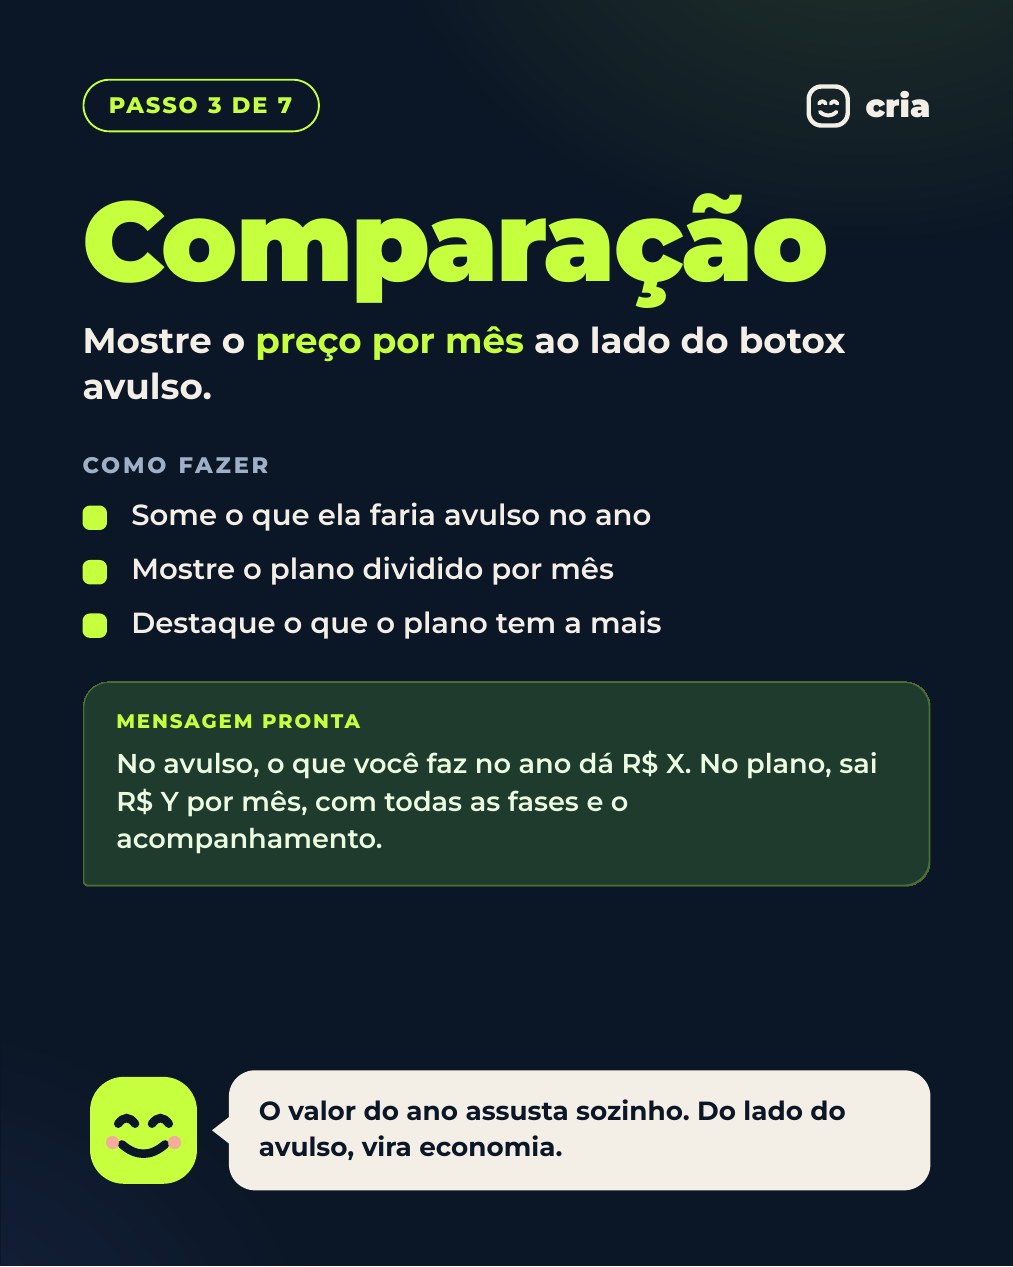 PASSO 3 DE 7
cria
Comparação
Mostre o preço por mês ao lado do botox
avulso.
COMO FAZER
Some o que ela faria avulso no ano
Mostre o plano dividido por mês
Destaque o que o plano tem a mais
MENSAGEM PRONTA
No avulso, o que você faz no ano dá R$ X. No plano, sai
R$ Y por mês, com todas as fases e o
acompanhamento.
O valor do ano assusta sozinho. Do lado do
avulso, vira economia.